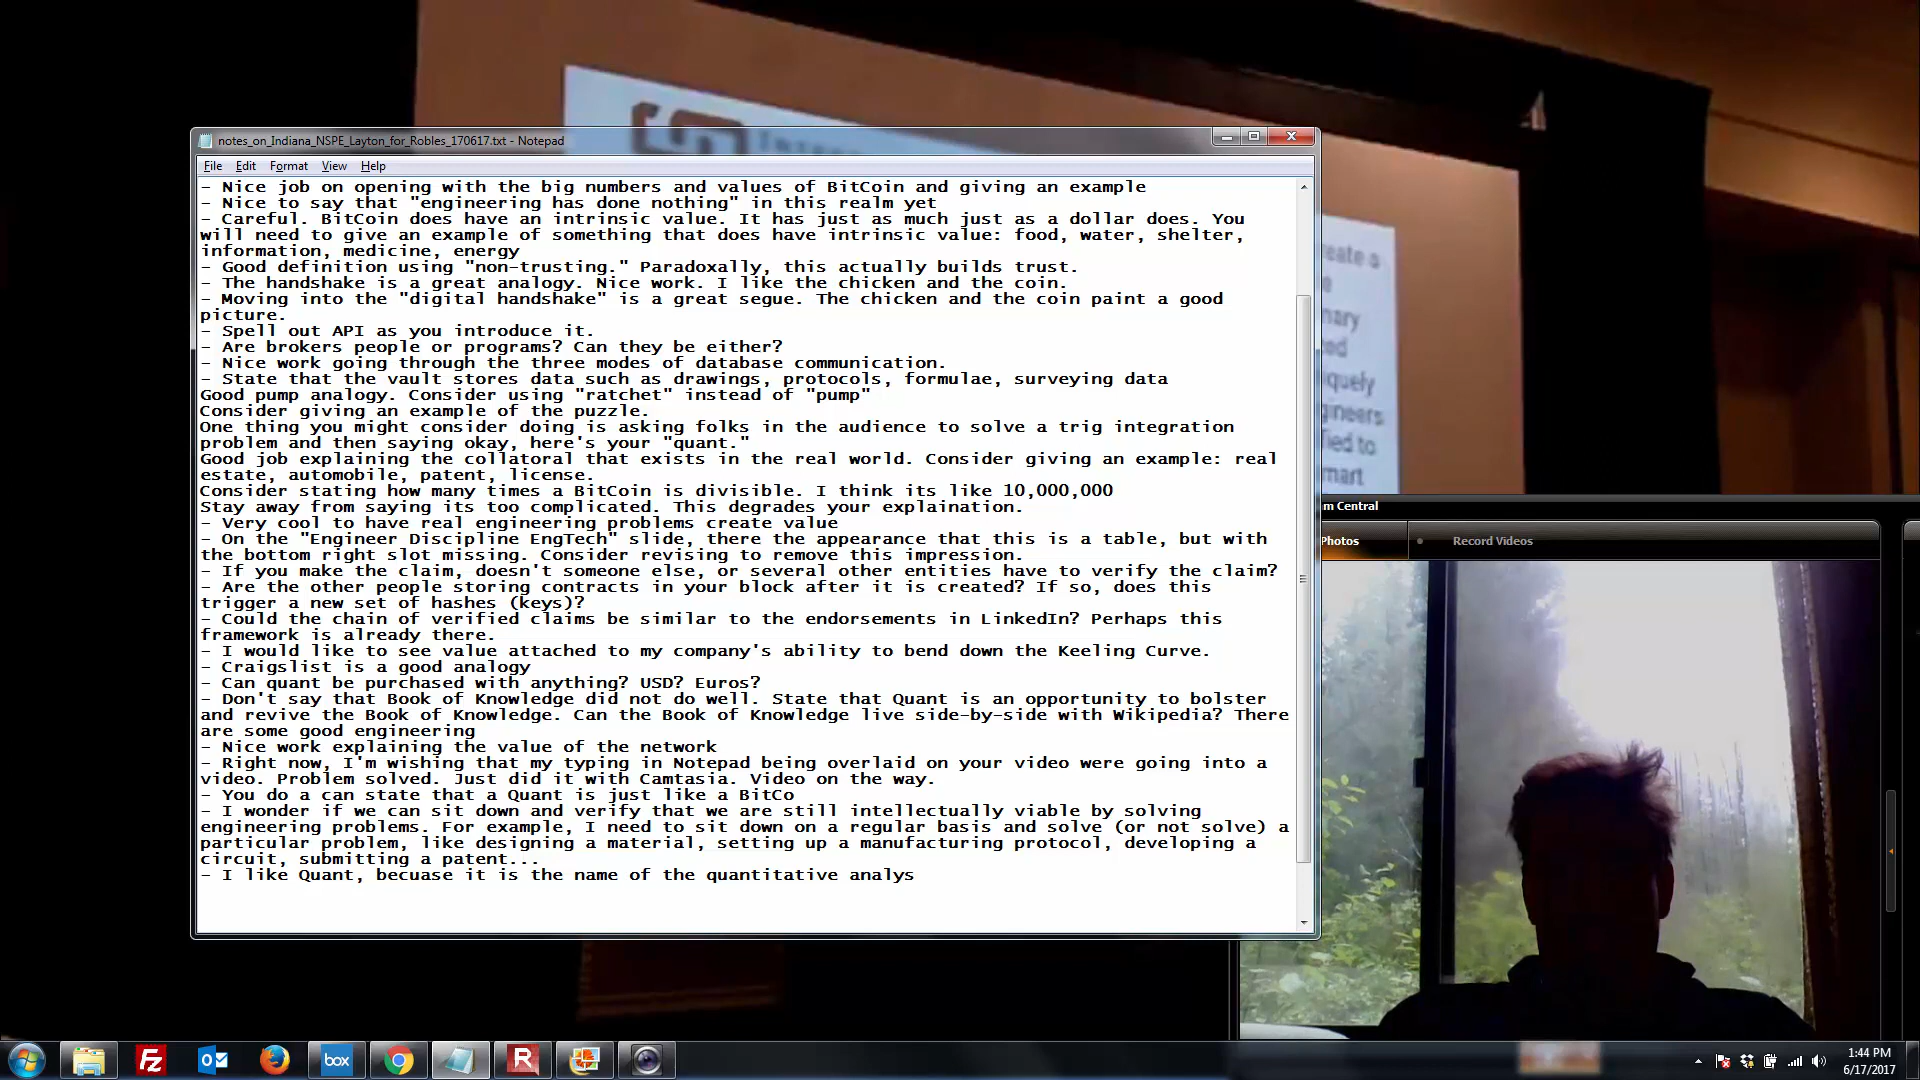 notes_on_Indiana_NSPE_Layton_for_Robles_170617.txt - Notepad
File Edit Format View Help
- Nice job on opening with the big numbers and values of BitCoin and giving an example
- Nice to say that "engineering has done nothing" in this realm yet
- Careful. BitCoin does have an intrinsic value. It has just as much just as a dollar does. You
will need to give an example of something that does have intrinsic value: food, water, shelter,
information, medicine, energy
- Good definition using "non-trusting." Paradoxally, this actually builds trust.
- The handshake is a great analogy. Nice work. I like the chicken and the coin.
- Moving into the "digital handshake" is a great segue. The chicken and the coin paint a good
picture.
- Spell out API as you introduce it.
- Are brokers people or programs? Can they be either?
- Nice work going through the three modes of database communication.
- State that the vault stores data such as drawings, protocols, formulae, surveying data
Good pump analogy. Consider using "ratchet" instead of "pump"
Consider giving an example of the puzzle.
One thing you might consider doing is asking folks in the audience to solve a trig integration
problem and then saying okay, here's your "quant."
Good job explaining the collatoral that exists in the real world. Consider giving an example: real
estate, automobile, patent, license.
Consider stating how many times a BitCoin is divisible. I think its like 10,000,000
Stay away from saying its too complicated. This degrades your explaination.
- Very cool to have real engineering problems create value
- On the "Engineer Discipline EngTech" slide, there the appearance that this is a table, but with
the bottom right slot missing. Consider revising to remove this impression.
- If you make the claim, doesn't someone else, or several other entities have to verify the claim?
- Are the other people storing contracts in your block after it is created? If so, does this
trigger a new set of hashes (keys)?
- Could the chain of verified claims be similar to the endorsements in LinkedIn? Perhaps this
framework is already there.
- I would like to see value attached to my company's ability to bend down the Keeling Curve.
- Craigslist is a good analogy
- Can quant be purchased with anything? USD? Euros?
- Don't say that Book of Knowledge did not do well. State that Quant is an opportunity to bolster
and revive the Book of Knowledge. Can the Book of Knowledge live side-by-side with Wikipedia? There
are some good engineering
- Nice work explaining the value of the network
- Right now, I'm wishing that my typing in Notepad being overlaid on your video were going into a
video. Problem solved. Just did it with Camtasia. Video on the way.
- You do a can state that a Quant is just like a BitCo
- I wonder if we can sit down and verify that we are still intellectually viable by solving
engineering problems. For example, I need to sit down on a regular basis and solve (or not solve) a
particular problem, like designing a material, setting up a manufacturing protocol, developing a
circuit, submitting a patent...
- I like Quant, becuase it is the name of the quantitative analys
reate a
e
nary
ed
iquely
gineers
fied to
mart
am Central
Photos
Record Videos
Fz
box
R
1:44 PM
6/17/2017